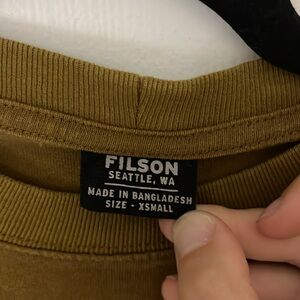 FILSON
SEATTLE, WA
MADE IN BANGLADESH
SIZE - XSMALL